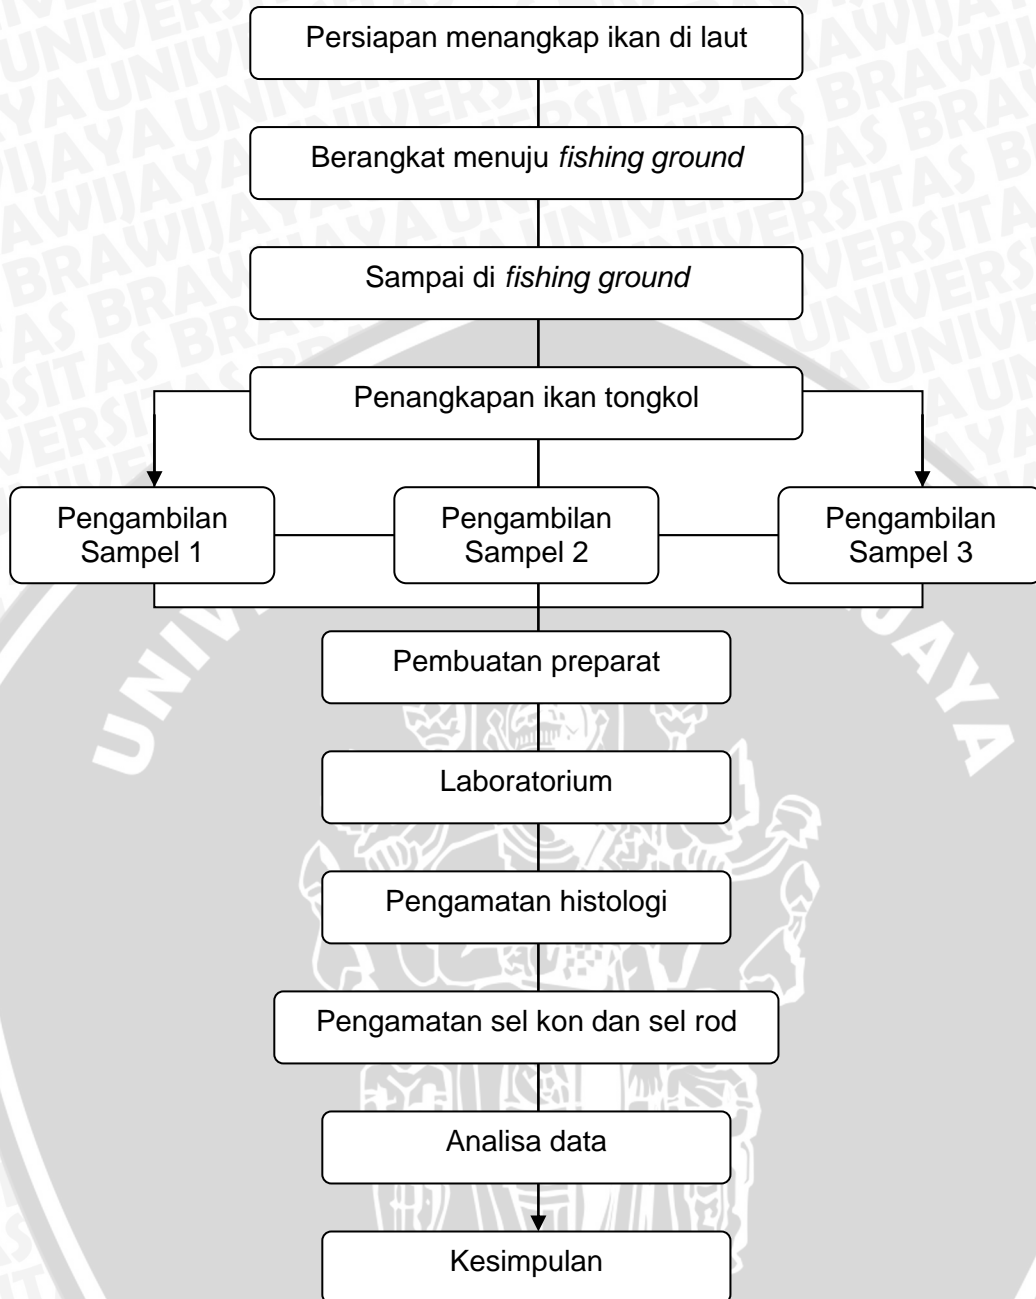 Persiapan menangkap ikan di laut
Berangkat menuju fishing ground
Sampai di fishing ground
Penangkapan ikan tongkol
Pengambilan
Sampel 1
Pengambilan
Sampel 2
Pengambilan
Sampel 3
Pembuatan preparat
Laboratorium
Pengamatan histologi
Pengamatan sel kon dan sel rod
Analisa data
Kesimpulan